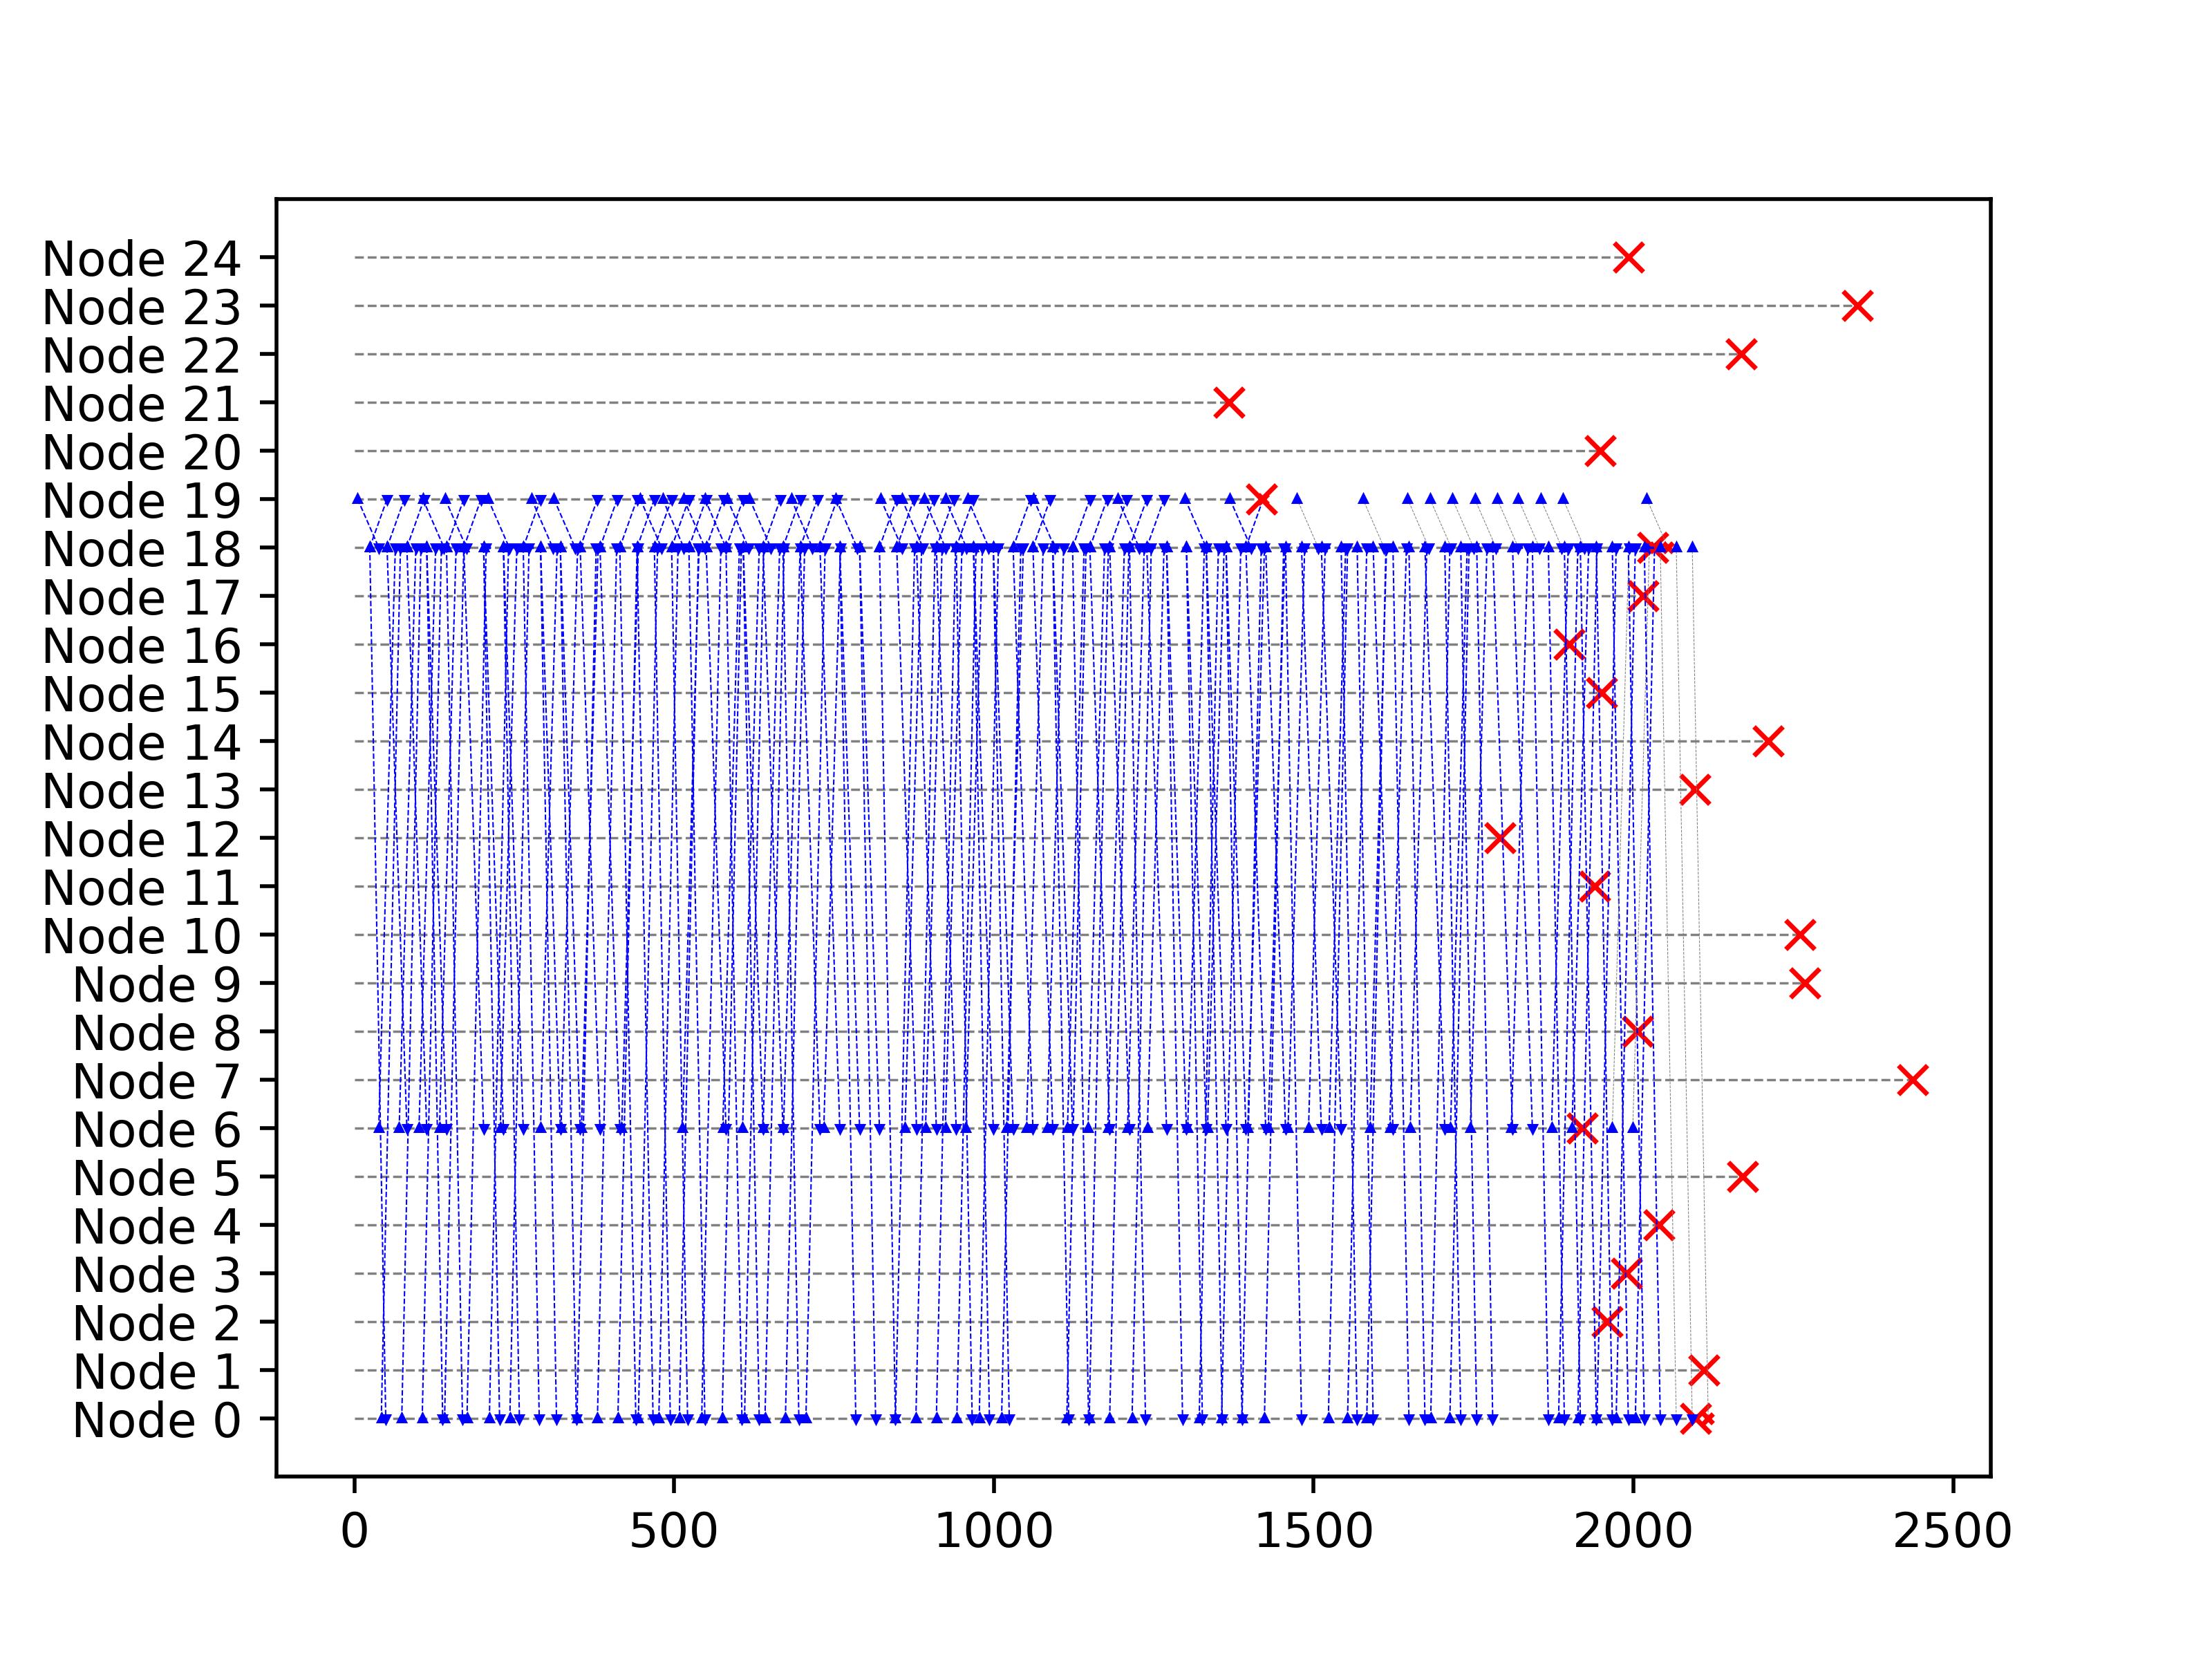 Node 24
Node 23
Node 22
Node 21
Node 20
Node 19
Node 18
Node 17
Node 16
Node 15
Node 14
Node 13
Node 12
Node 11
Node 10
Node 9
Node 8
Node 7
Node 6
Node 5
Node 4
Node 3
Node 2
Node 1
Node 0
0 500 1000 1500 2000 2500